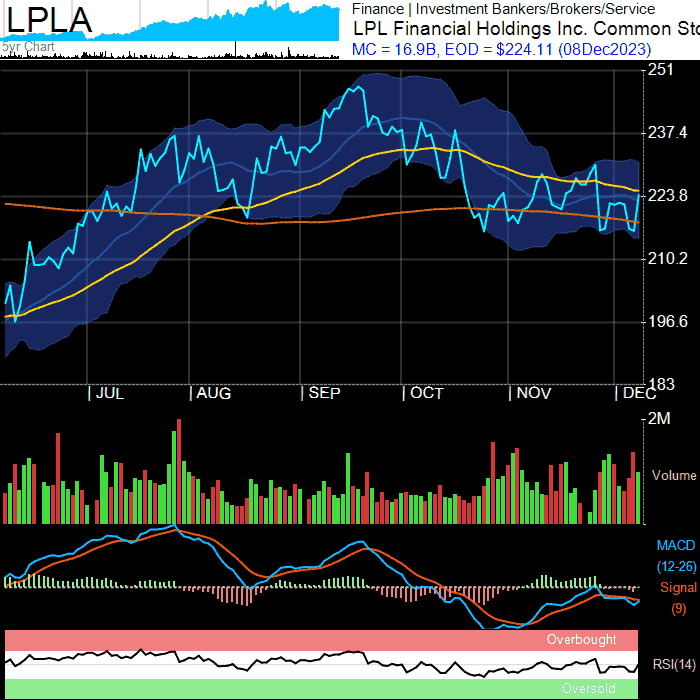 LPLA
5yr Chart
Finance | Investment Bankers/Brokers/Service
LPL Financial Holdings Inc. Common Sto
MC = 16.9B, EOD = $224.11 (08Dec2023)
251
237.4
223.8
210.2
196.6
183
| JUL | AUG | SEP | OCT | NOV | DEC
2M
Volume
MACD
(12-26)
Signal
(9)
Overbought
RSI(14)
Oversold